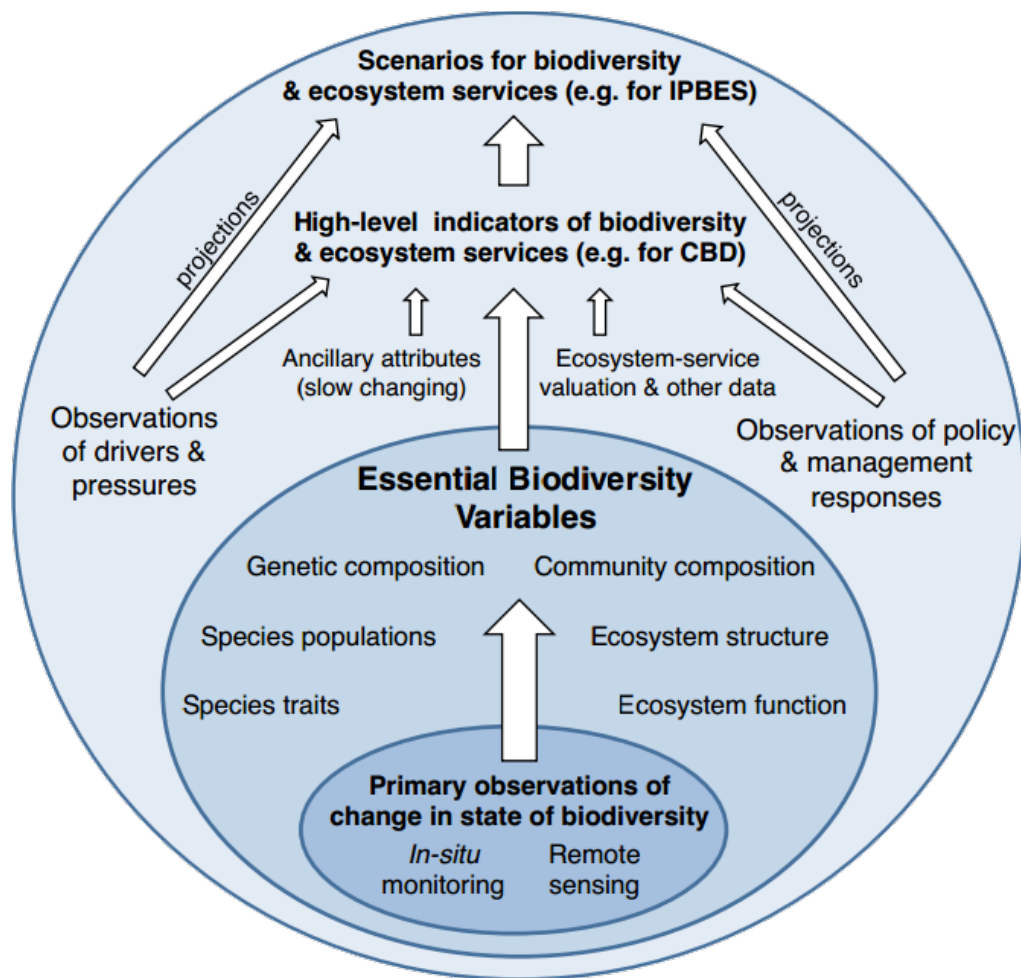 Scenarios for biodiversity
& ecosystem services (e.g. for IPBES)
projections
projections
High-level indicators of biodiversity
& ecosystem services (e.g. for CBD)
Ancillary attributes
(slow changing)
Ecosystem-service
valuation & other data
Observations
of drivers &
pressures
Observations of policy
& management
responses
Essential Biodiversity
Variables
Genetic composition
Community composition
Species populations
Ecosystem structure
Species traits
Ecosystem function
Primary observations of
change in state of biodiversity
In-situ
monitoring
Remote
sensing